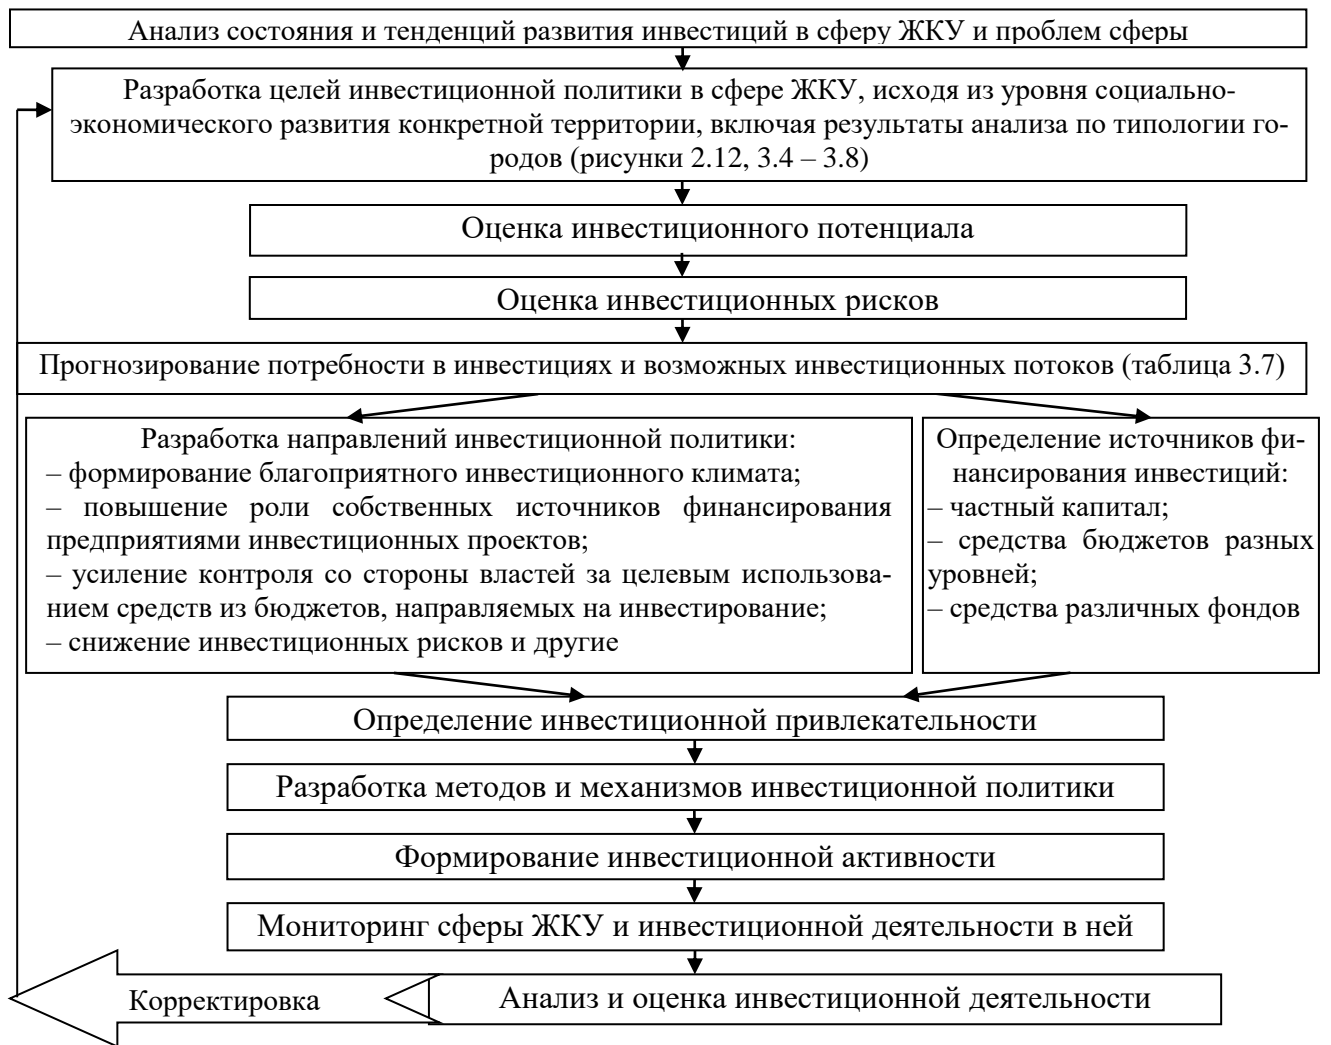 Анализ состояния и тенденций развития инвестиций в сферу ЖКУ и проблем сферы
Разработка целей инвестиционной политики в сфере ЖКУ, исходя из уровня социально-
экономического развития конкретной территории, включая результаты анализа по типологии го-
родов (рисунки 2.12, 3.4 – 3.8)
Оценка инвестиционного потенциала
Оценка инвестиционных рисков
Прогнозирование потребности в инвестициях и возможных инвестиционных потоков (таблица 3.7)
Разработка направлений инвестиционной политики:
– формирование благоприятного инвестиционного климата;
– повышение роли собственных источников финансирования
предприятиями инвестиционных проектов;
– усиление контроля со стороны властей за целевым использова-
нием средств из бюджетов, направляемых на инвестирование;
– снижение инвестиционных рисков и другие
Определение источников фи-
нансирования инвестиций:
– частный капитал;
– средства бюджетов разных
уровней;
– средства различных фондов
Определение инвестиционной привлекательности
Разработка методов и механизмов инвестиционной политики
Формирование инвестиционной активности
Мониторинг сферы ЖКУ и инвестиционной деятельности в ней
Анализ и оценка инвестиционной деятельности
Корректировка